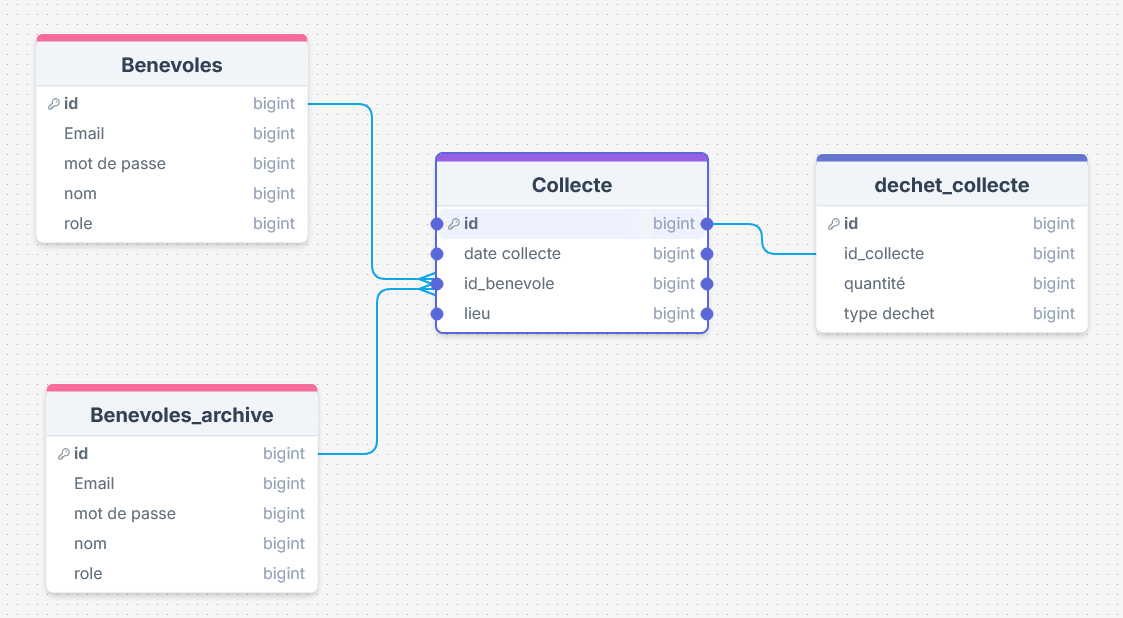 Benevoles
id bigint
Email bigint
mot de passe bigint
nom bigint
role bigint
Collecte
id bigint
date collecte bigint
id_benevole bigint
lieu bigint
dechet_collecte
id bigint
id_collecte bigint
quantité bigint
type dechet bigint
Benevoles_archive
id bigint
Email bigint
mot de passe bigint
nom bigint
role bigint